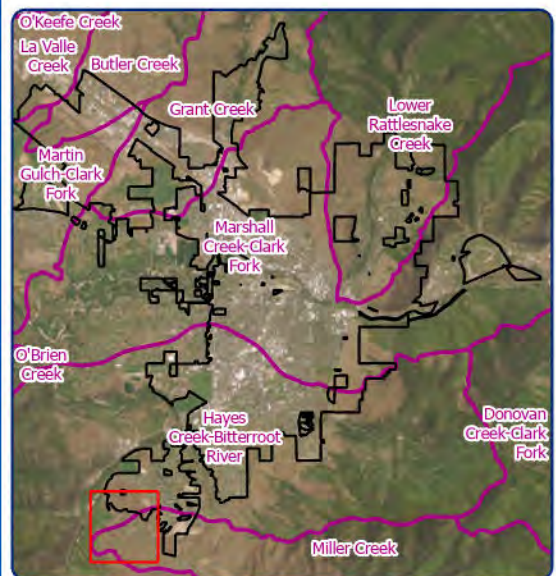 O'Keefe Creek
La Valle
Creek
Butler Creek
Grant Creek
Lower
Rattlesnake
Creek
Martin
Gulch-Clark
Fork
Marshall
Creek-Clark
Fork
O'Brien
Creek
Hayes
Creek-Bitterroot
River
Donovan
Creek-Clark
Fork
Miller Creek